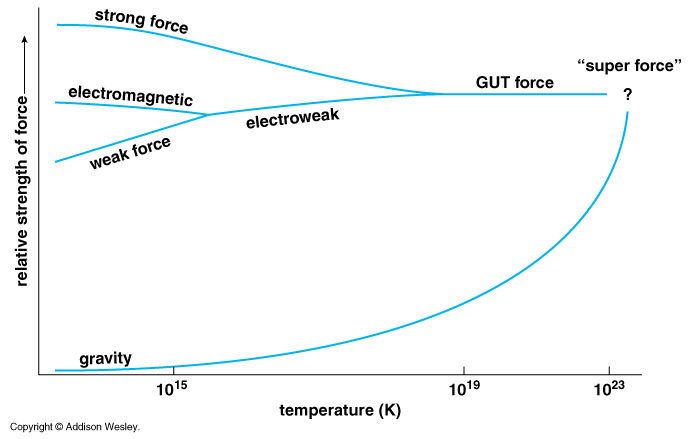 strong force
"super force"
GUT force
?
electromagnetic
electroweak
weak force
relative strength of force
gravity
10¹⁵
10¹⁹
10²³
temperature (K)
Copyright © Addison Wesley.